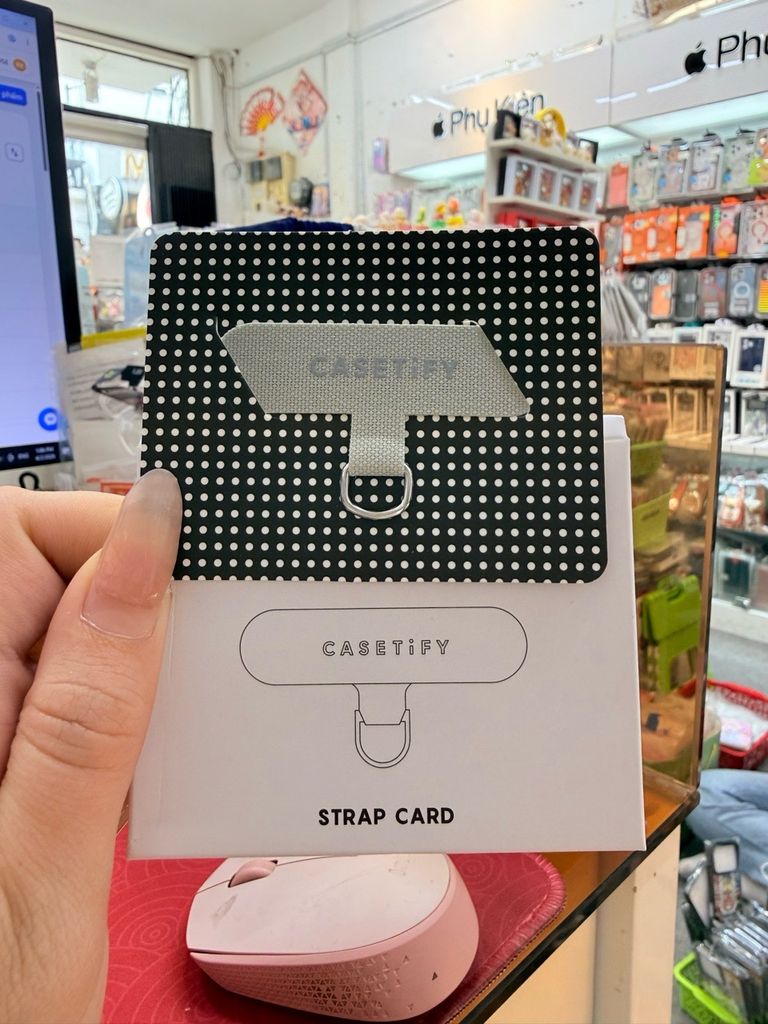 Phụ Kiện
Phụ
CASETiFY
CASETiFY
STRAP CARD